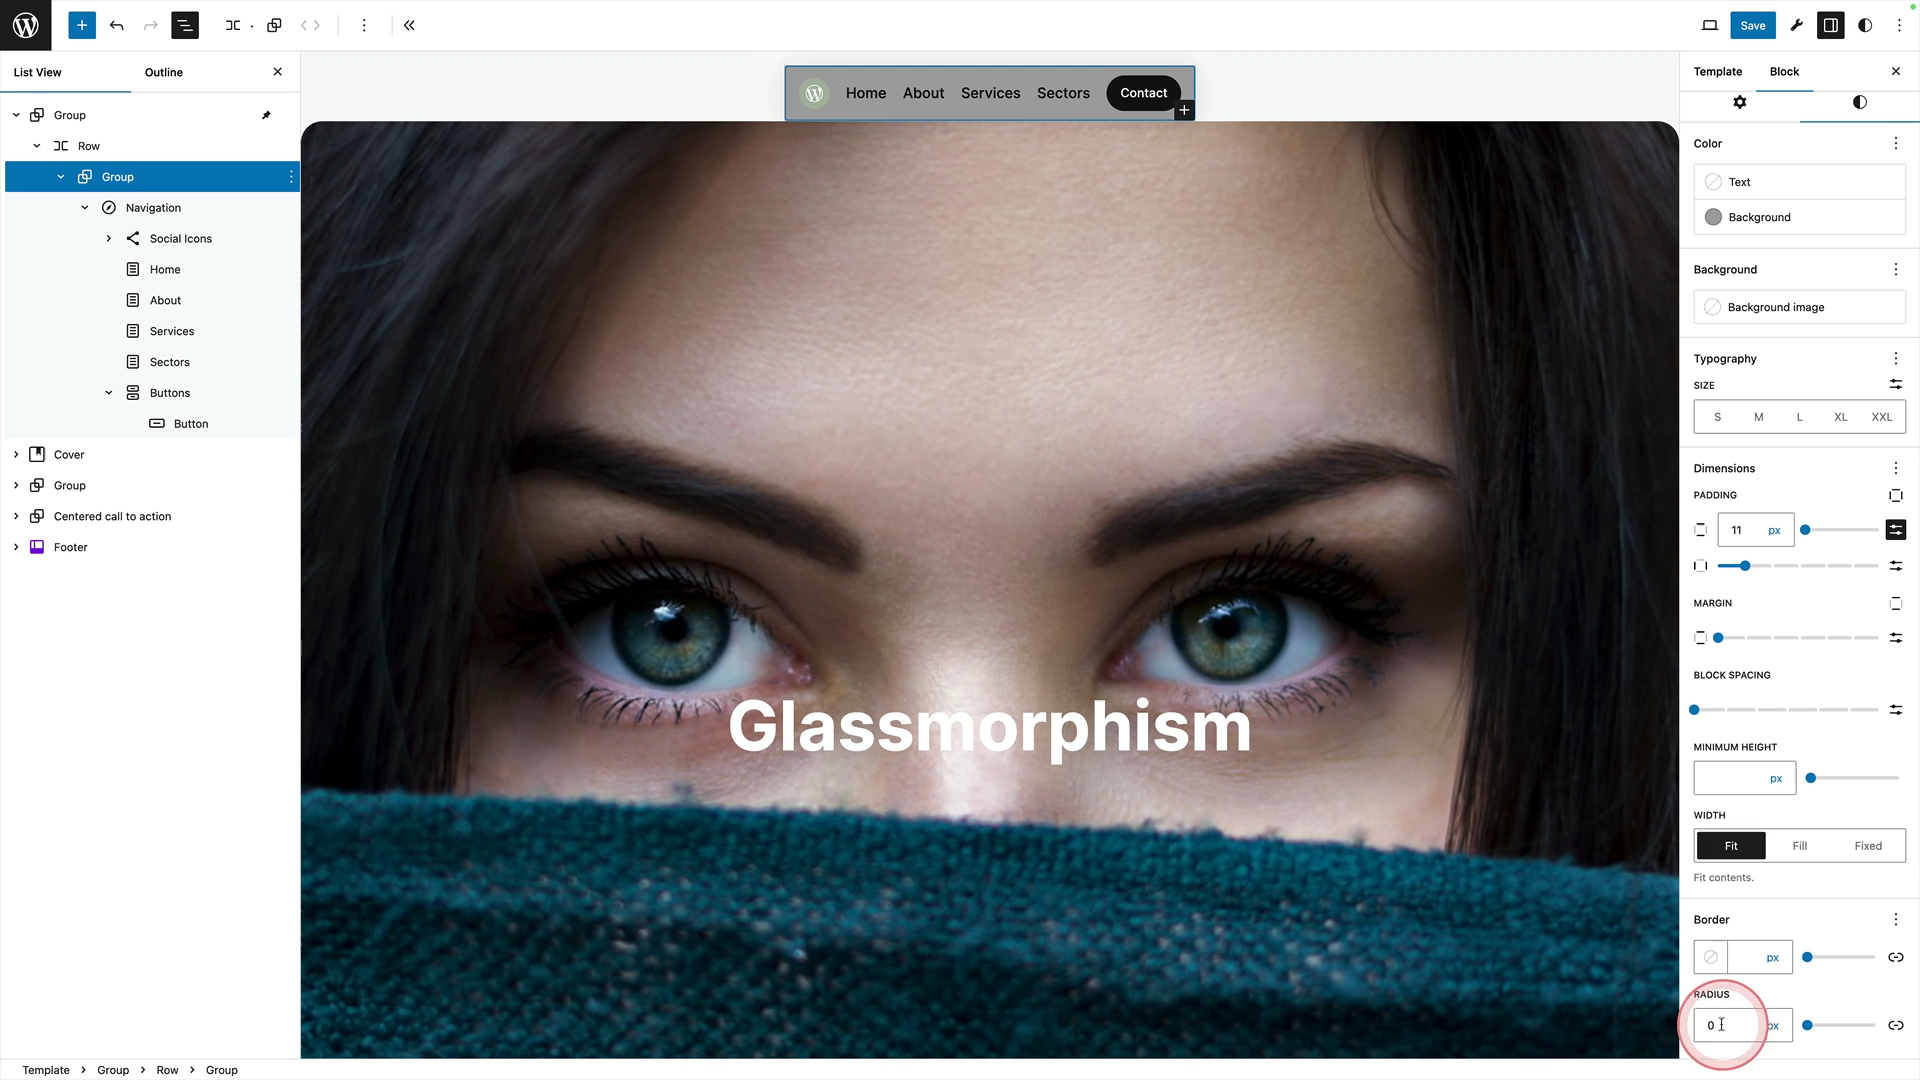 Save
List View
Outline
Template
Block
Home
About
Services
Sectors
Contact
Group
Row
Group
Navigation
Social Icons
Home
About
Services
Sectors
Buttons
Button
Cover
Group
Centered call to action
Footer
Glassmorphism
Color
Text
Background
Background
Background image
Typography
SIZE
S M L XL XXL
Dimensions
PADDING
11 px
MARGIN
BLOCK SPACING
MINIMUM HEIGHT
px
WIDTH
Fit Fill Fixed
Fit contents.
Border
px
RADIUS
0 px
Template > Group > Row > Group